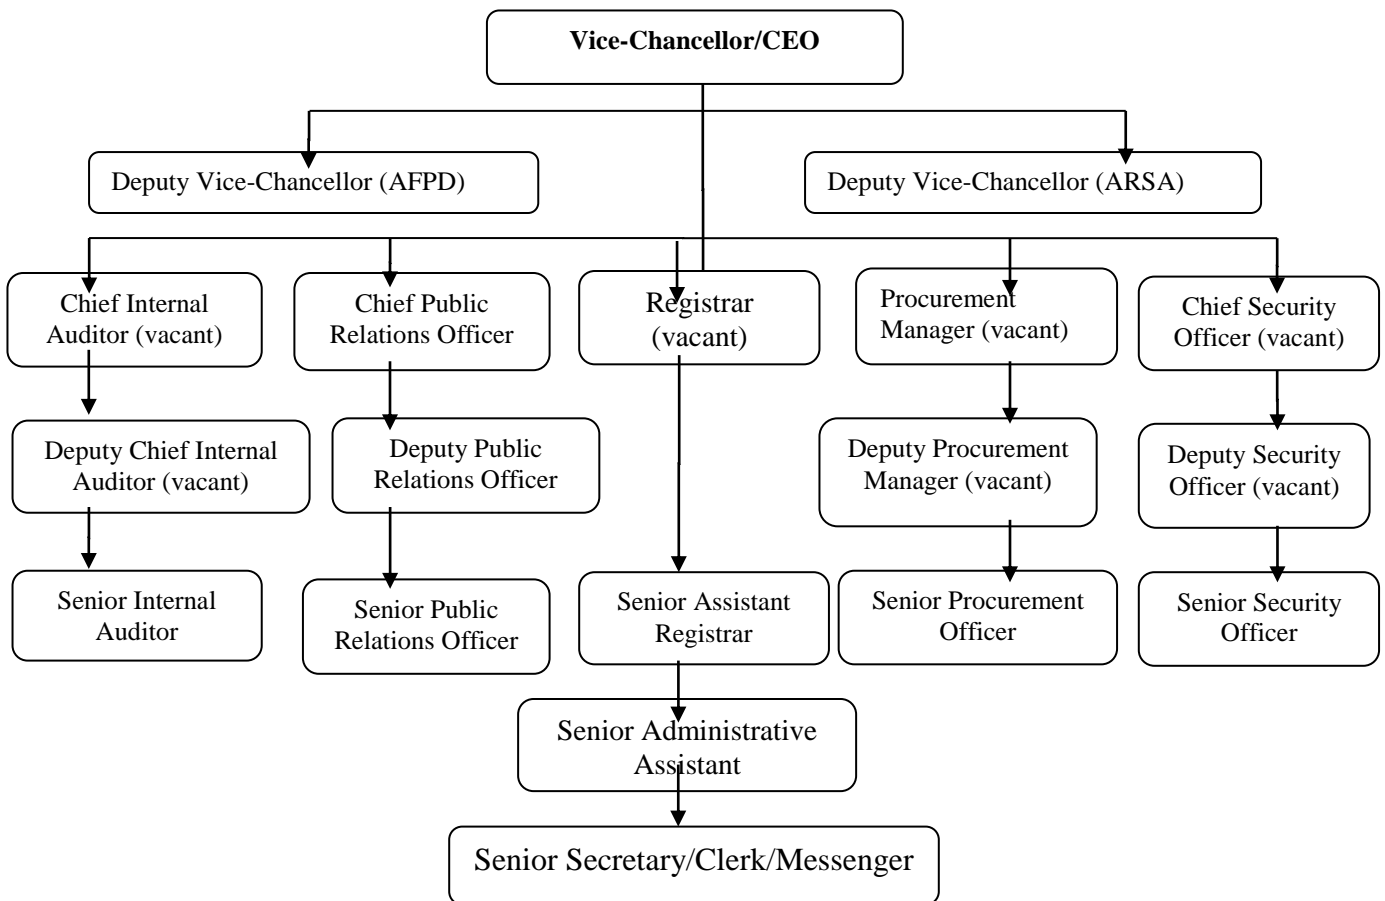 Vice-Chancellor/CEO
Deputy Vice-Chancellor (AFPD)
Deputy Vice-Chancellor (ARSA)
Chief Internal
Auditor (vacant)
Chief Public
Relations Officer
Registrar
(vacant)
Procurement
Manager (vacant)
Chief Security
Officer (vacant)
Deputy Chief Internal
Auditor (vacant)
Deputy Public
Relations Officer
Deputy Procurement
Manager (vacant)
Deputy Security
Officer (vacant)
Senior Internal
Auditor
Senior Public
Relations Officer
Senior Assistant
Registrar
Senior Procurement
Officer
Senior Security
Officer
Senior Administrative
Assistant
Senior Secretary/Clerk/Messenger